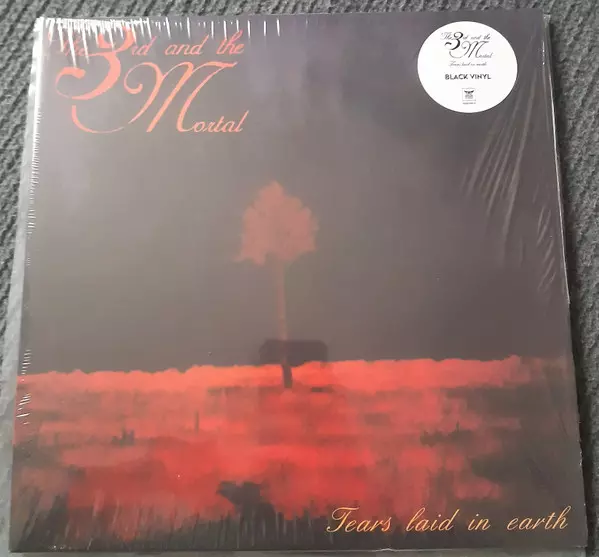 The 3rd and the
Mortal
The 3rd and the
Mortal
Tears laid in earth
BLACK VINYL
Tears laid in earth